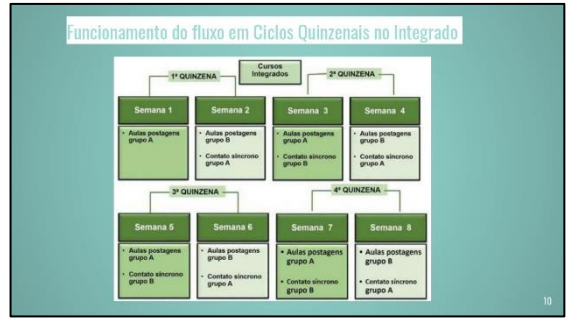 Funcionamento do fluxo em Ciclos Quinzenais no Integrado
Cursos
Integrados
1ª QUINZENA
2ª QUINZENA
Semana 1
Semana 2
Semana 3
Semana 4
• Aulas postagens
grupo A
• Aulas postagens
grupo B
• Contato síncrono
grupo A
• Aulas postagens
grupo A
• Contato síncrono
grupo B
• Aulas postagens
grupo B
• Contato síncrono
grupo A
3ª QUINZENA
4ª QUINZENA
Semana 5
Semana 6
Semana 7
Semana 8
• Aulas postagens
grupo A
• Contato síncrono
grupo B
• Aulas postagens
grupo B
• Contato síncrono
grupo A
• Aulas postagens
grupo A
• Contato síncrono
grupo B
• Aulas postagens
grupo B
• Contato síncrono
grupo A
10